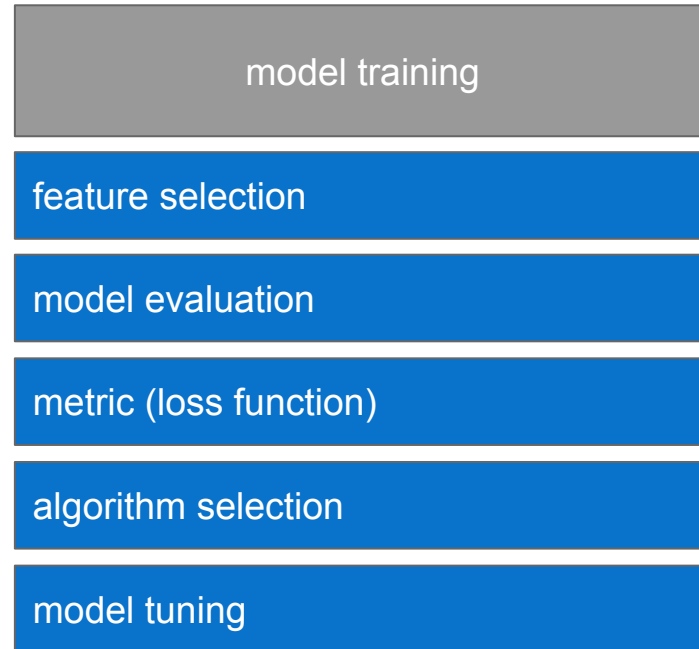 model training
feature selection
model evaluation
metric (loss function)
algorithm selection
model tuning